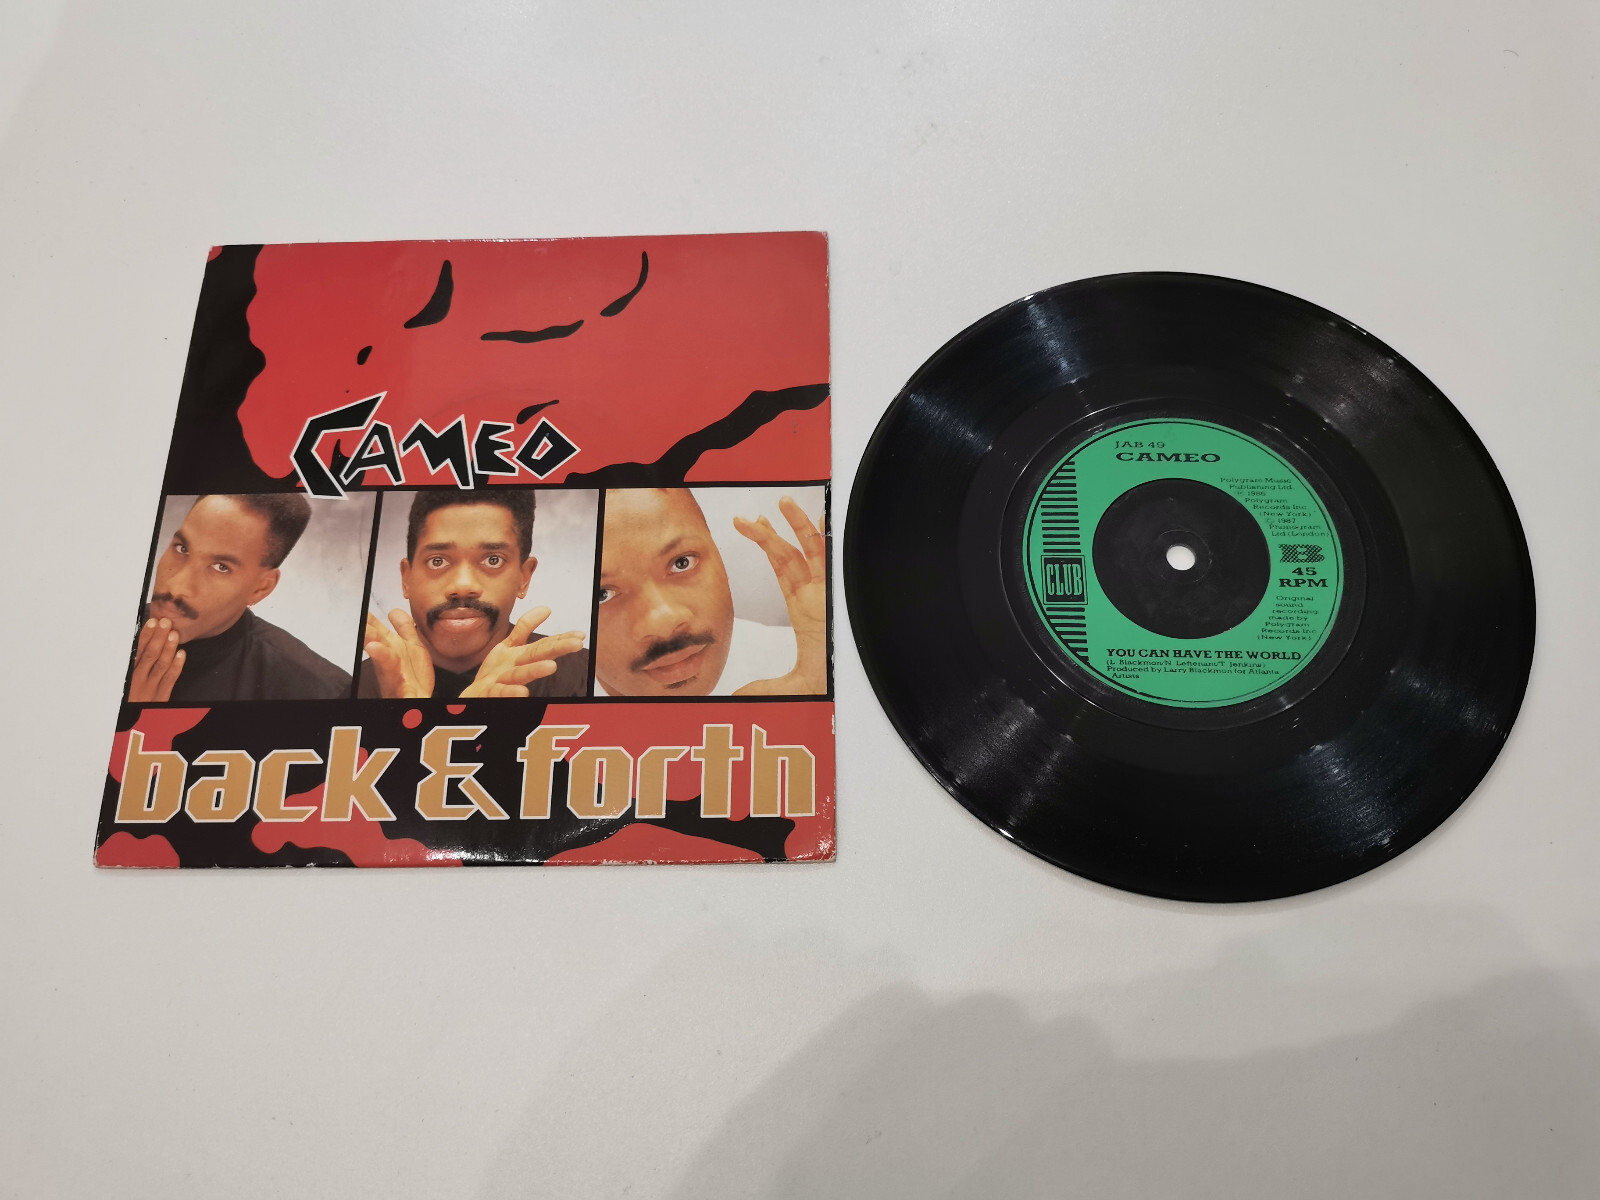 CAMEO
back & forth
JAB 49
CAMEO
Polygram Music
Publishing Ltd.
℗ 1986
Polygram
Records Inc.
(New York)
© 1987
Phonogram
Ltd (London)
B
45
RPM
CLUB
Original
sound
recording
made by
Polygram
Records Inc
(New York)
YOU CAN HAVE THE WORLD
(L. Blackmon/N. Leftenant/T. Jenkins)
Produced by Larry Blackmon for Atlanta
Artists